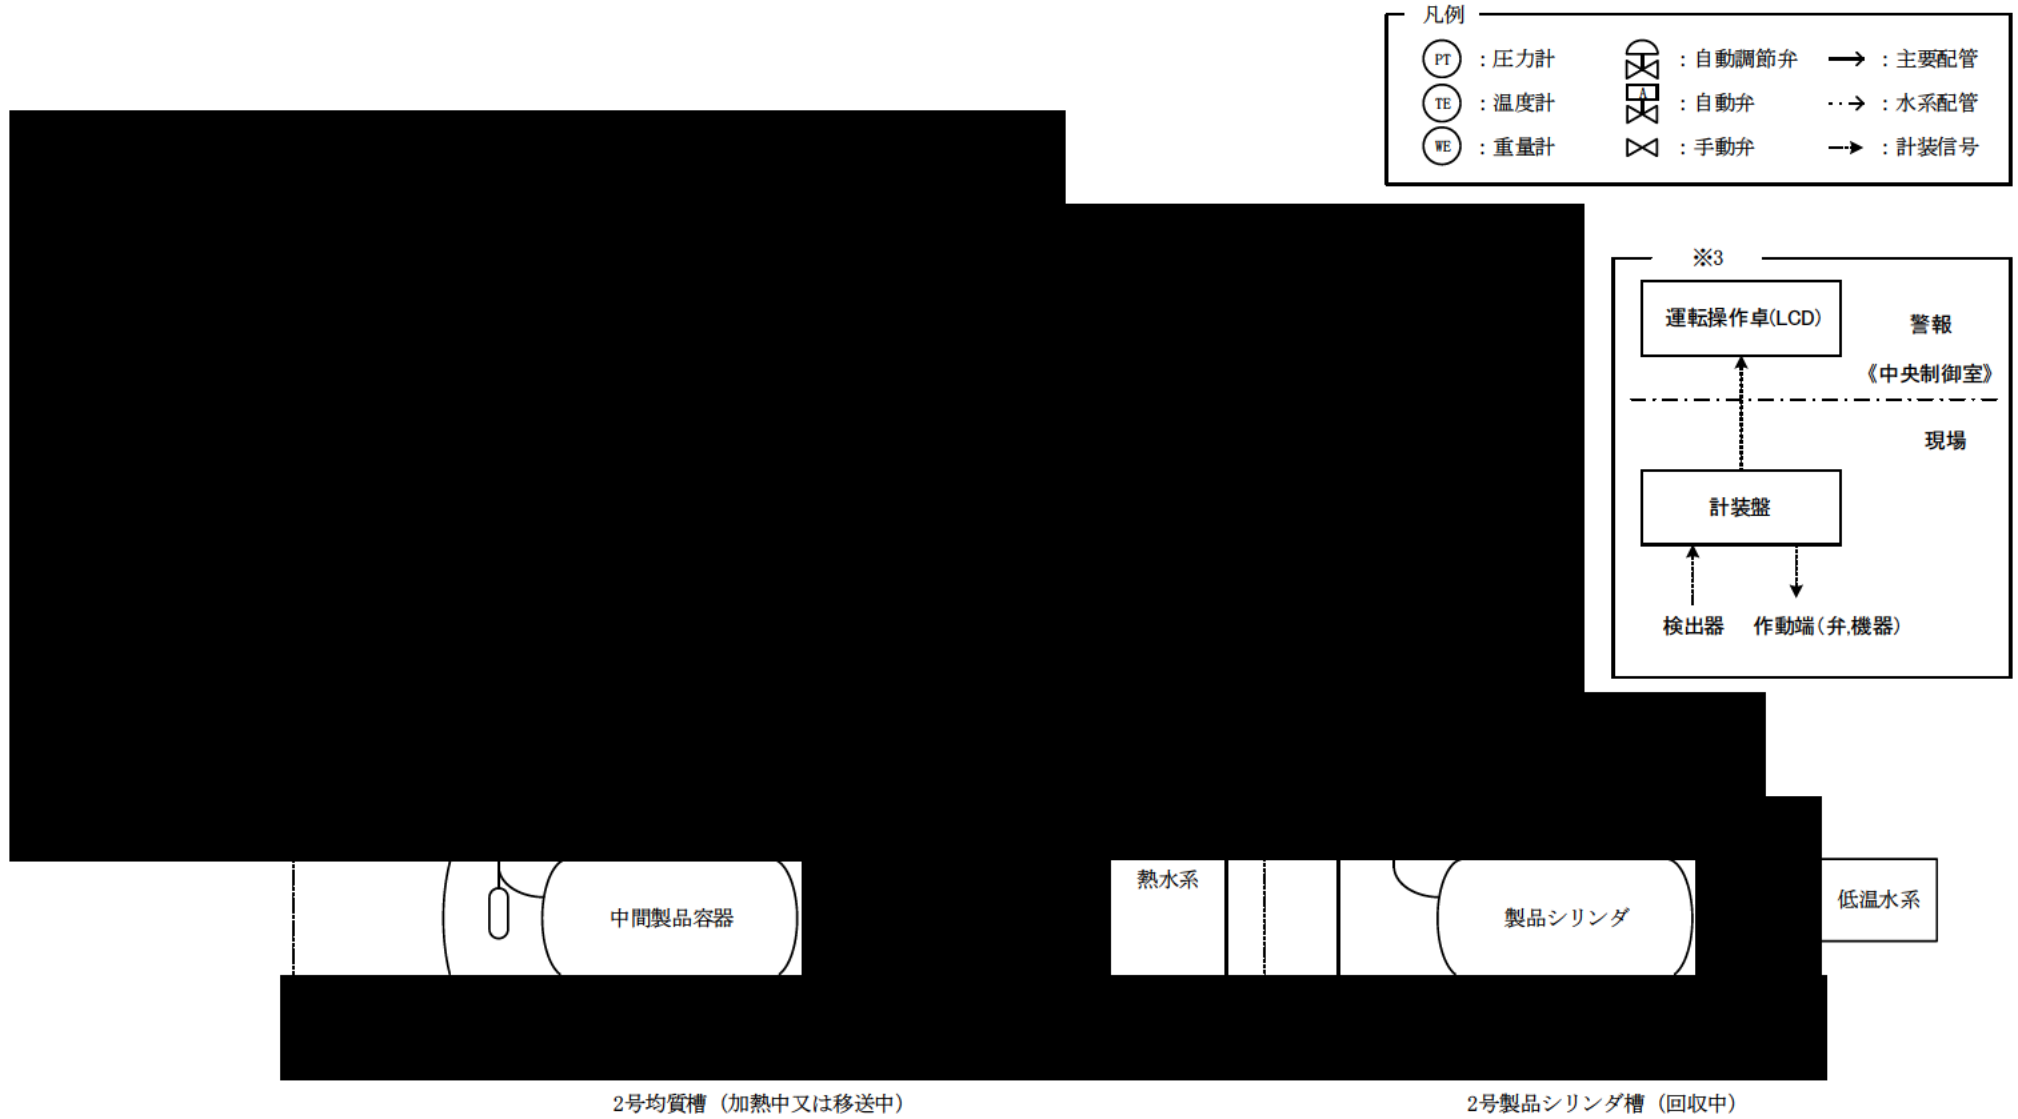 凡例
PT ：圧力計 ：自動調節弁 ：主要配管
TE ：温度計 A ：自動弁 ：水系配管
WE ：重量計 ：手動弁 ：計装信号
※3
運転操作卓(LCD)
警報
《中央制御室》
現場
計装盤
検出器 作動端(弁,機器)
中間製品容器
熱水系
製品シリンダ
低温水系
2号均質槽（加熱中又は移送中）
2号製品シリンダ槽（回収中）